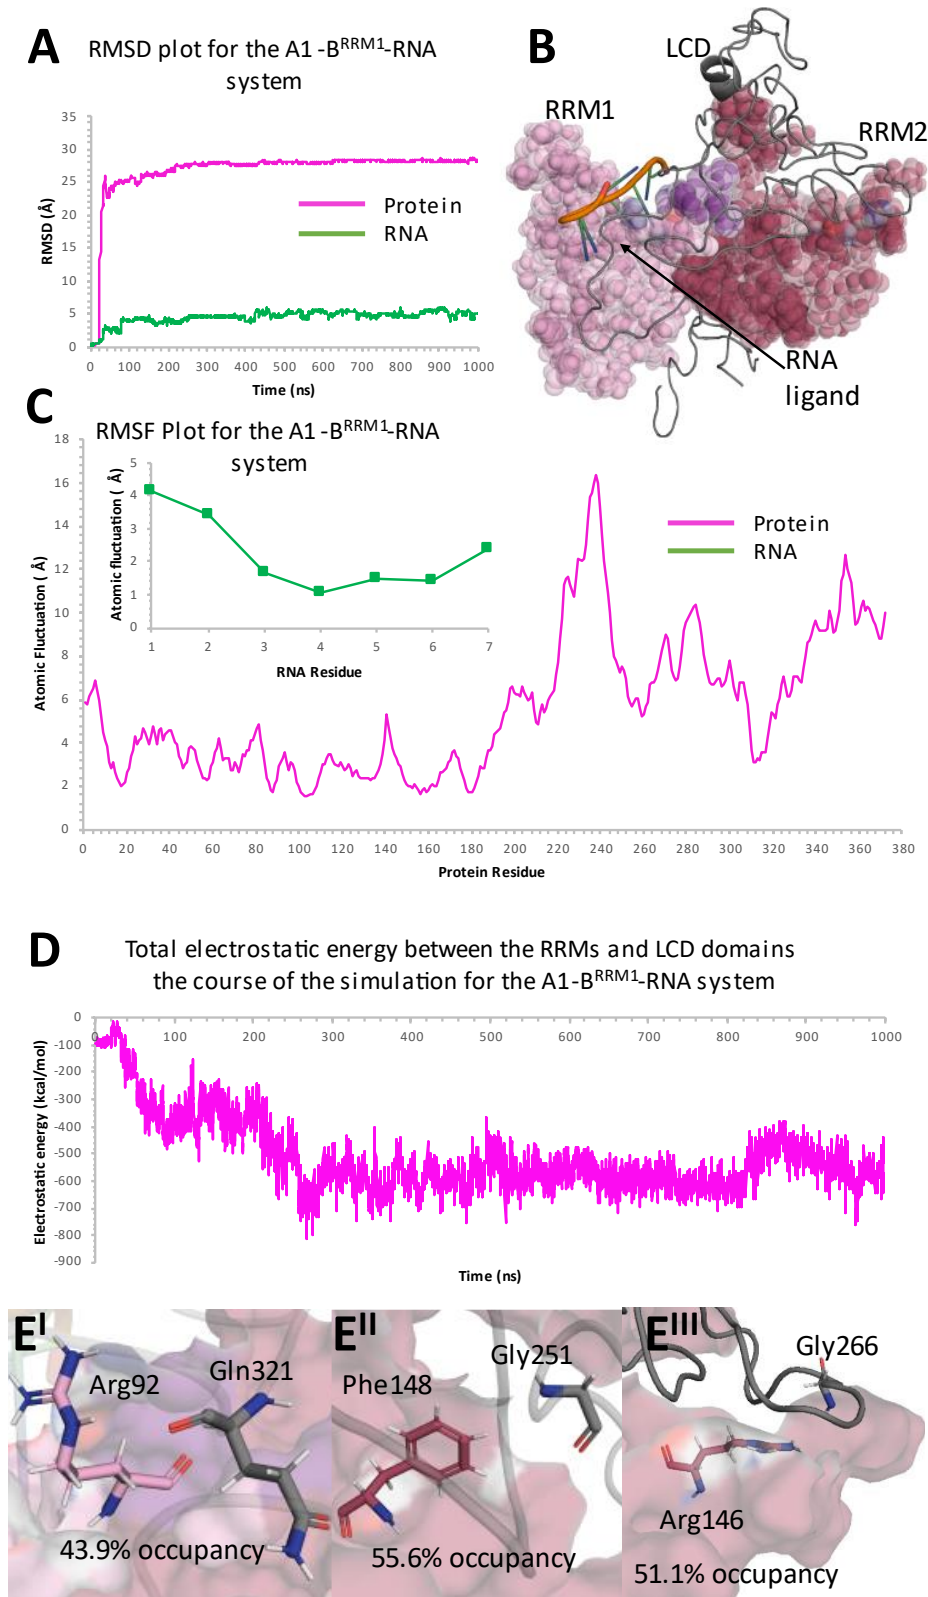 A
RMSD plot for the A1 -B^RRM1-RNA
system
35
30
25
20
15
10
5
0
RMSD (Å)
Protein
RNA
0 100 200 300 400 500 600 700 800 900 1000
Time (ns)
B
LCD
RRM1
RRM2
RNA
ligand
C
RMSF Plot for the A1 -B^RRM1-RNA
system
18
16
14
12
10
8
6
4
2
0
Atomic Fluctuation ( Å)
5
4
3
2
1
0
Atomic fluctuation ( Å)
1 2 3 4 5 6 7
RNA Residue
Protein
RNA
0 20 40 60 80 100 120 140 160 180 200 220 240 260 280 300 320 340 360 380
Protein Residue
D
Total electrostatic energy between the RRMs and LCD domains
the course of the simulation for the A1-B^RRM1-RNA system
0
-100
-200
-300
-400
-500
-600
-700
-800
-900
Electrostatic energy (kcal/mol)
0 100 200 300 400 500 600 700 800 900 1000
Time (ns)
E^I
Arg92
Gln321
43.9% occupancy
E^II
Phe148
Gly251
55.6% occupancy
E^III
Gly266
Arg146
51.1% occupancy